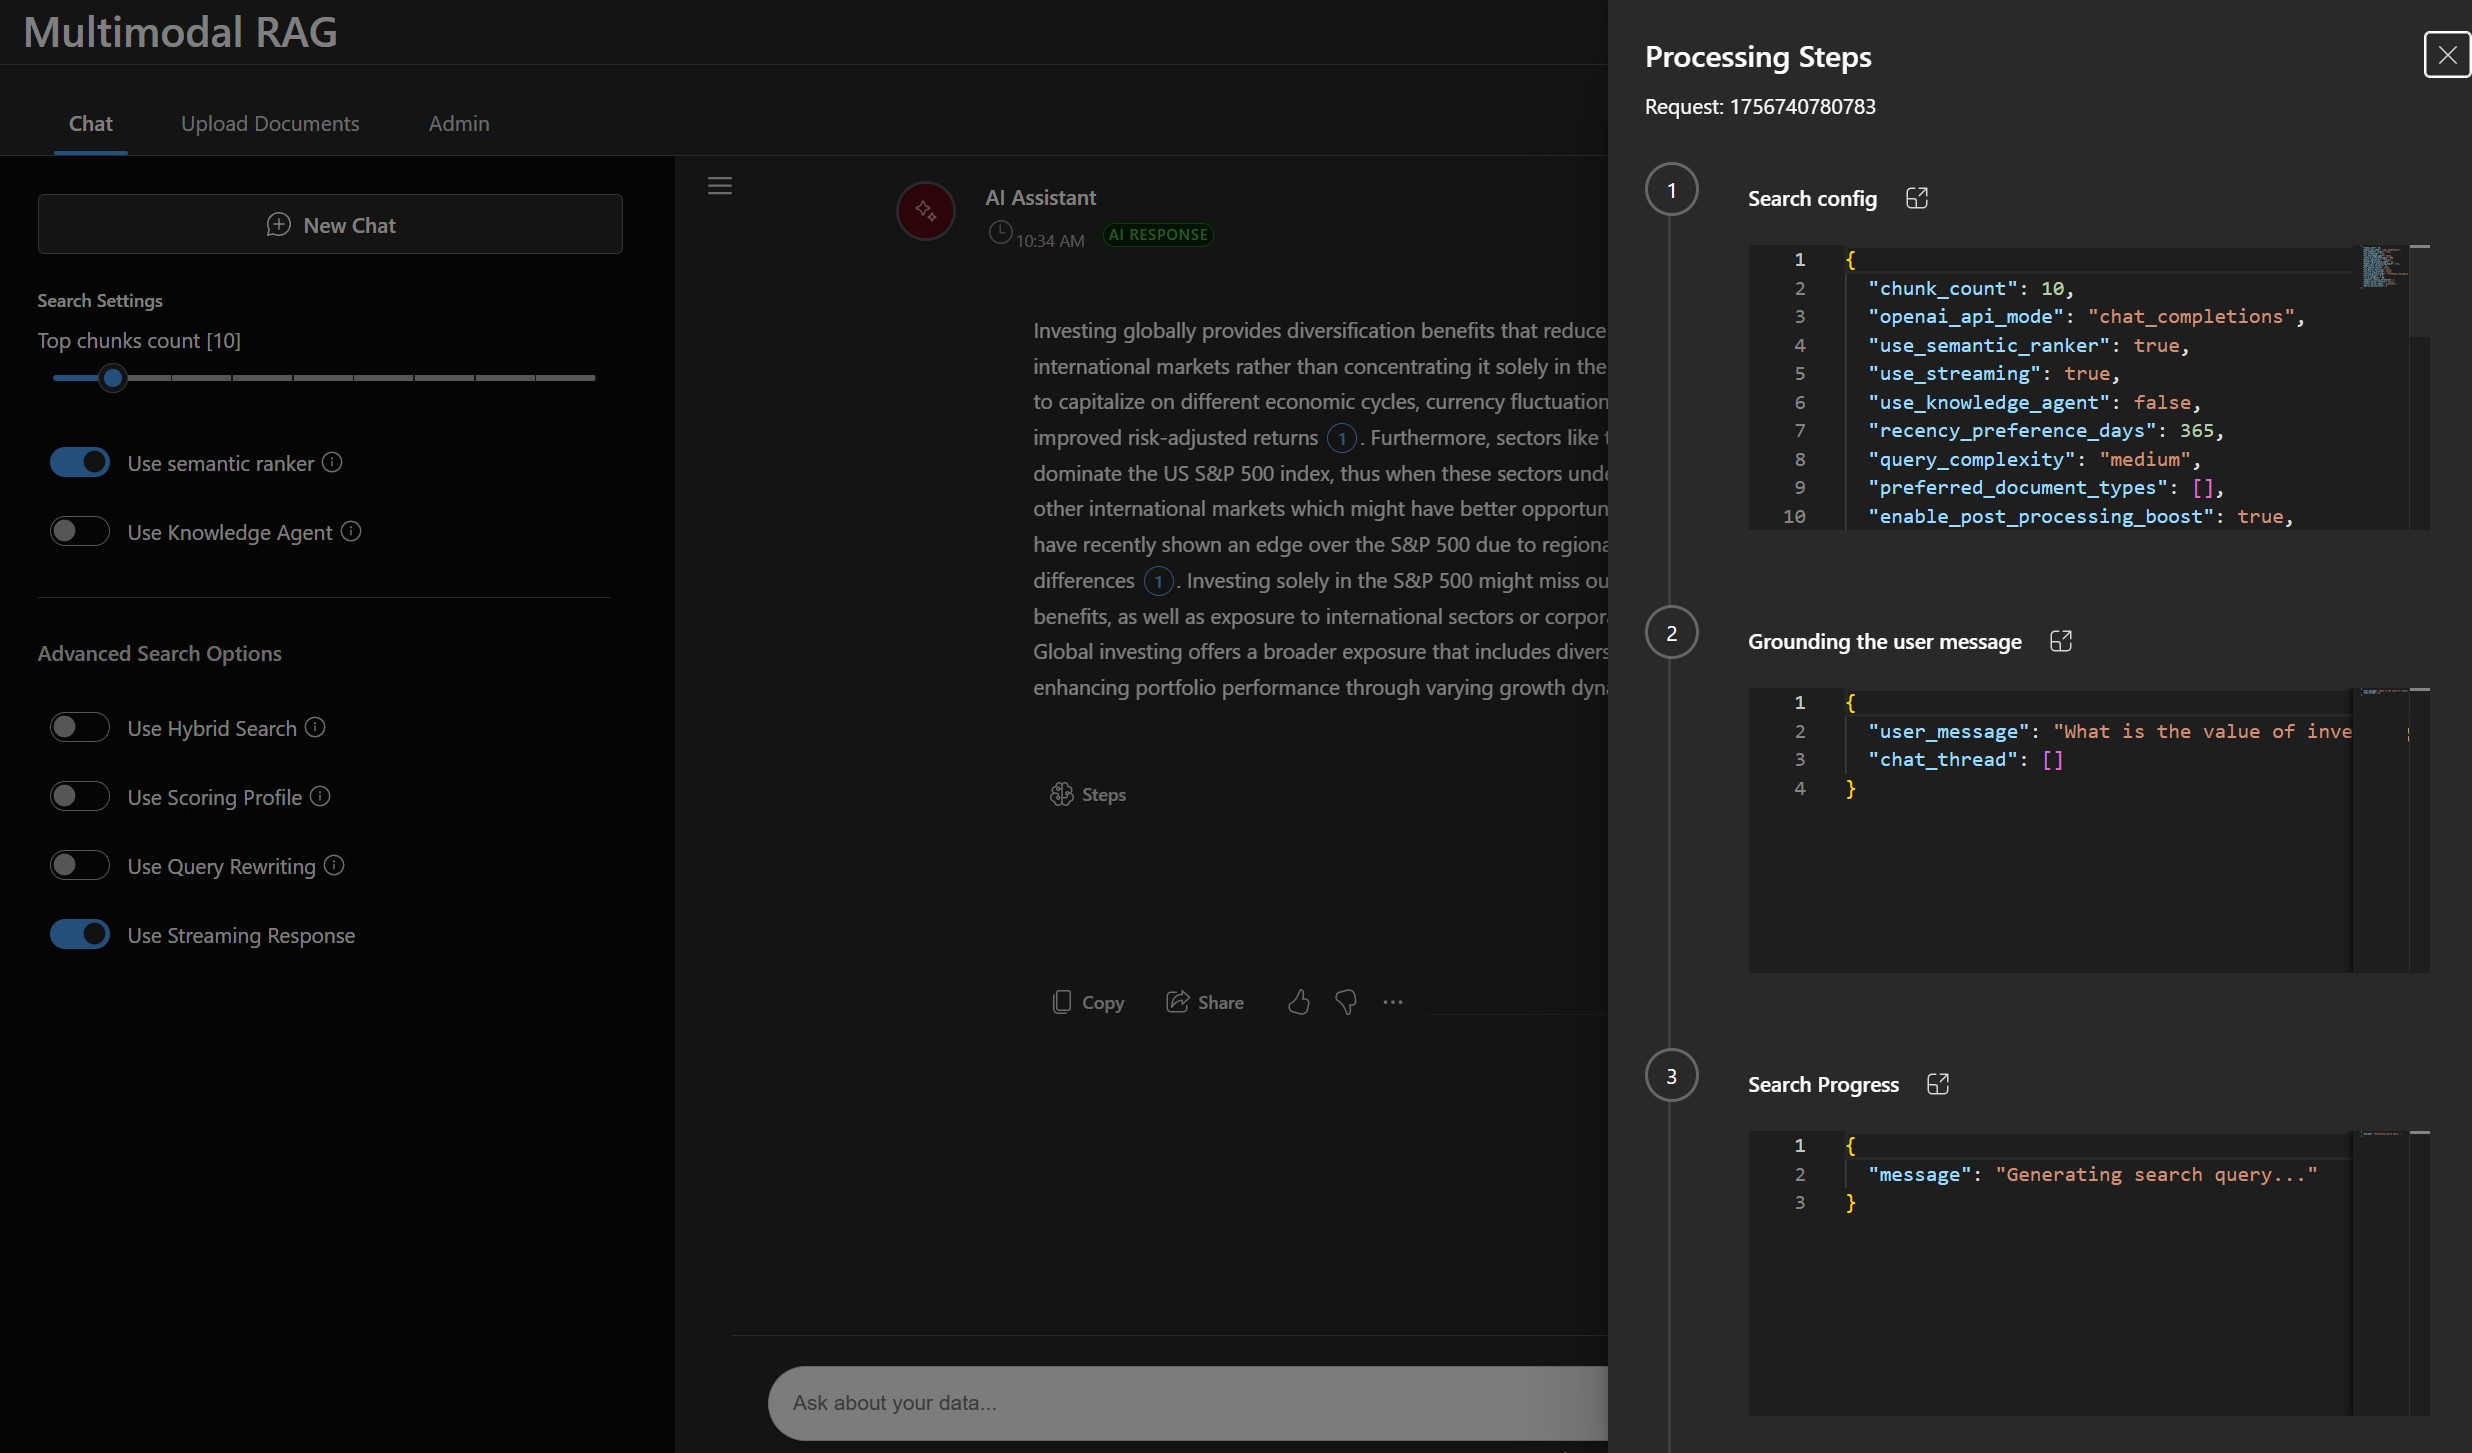 Multimodal RAG
Chat
Upload Documents
Admin
New Chat
Search Settings
Top chunks count [10]
Use semantic ranker
Use Knowledge Agent
Advanced Search Options
Use Hybrid Search
Use Scoring Profile
Use Query Rewriting
Use Streaming Response
AI Assistant
10:34 AM
AI RESPONSE
Investing globally provides diversification benefits that reduce
international markets rather than concentrating it solely in the
to capitalize on different economic cycles, currency fluctuation
improved risk-adjusted returns 1. Furthermore, sectors like
dominate the US S&P 500 index, thus when these sectors
other international markets which might have better
have recently shown an edge over the S&P 500 due to
differences 1. Investing solely in the S&P 500 might miss
benefits, as well as exposure to international sectors or
Global investing offers a broader exposure that includes
enhancing portfolio performance through varying growth
Steps
Copy
Share
Ask about your data...
Processing Steps
Request: 1756740780783
1
Search config
1 {
2 "chunk_count": 10,
3 "openai_api_mode": "chat_completions",
4 "use_semantic_ranker": true,
5 "use_streaming": true,
6 "use_knowledge_agent": false,
7 "recency_preference_days": 365,
8 "query_complexity": "medium",
9 "preferred_document_types": [],
10 "enable_post_processing_boost": true,
2
Grounding the user message
1 {
2 "user_message": "What is the value of inve
3 "chat_thread": []
4 }
3
Search Progress
1 {
2 "message": "Generating search query..."
3 }